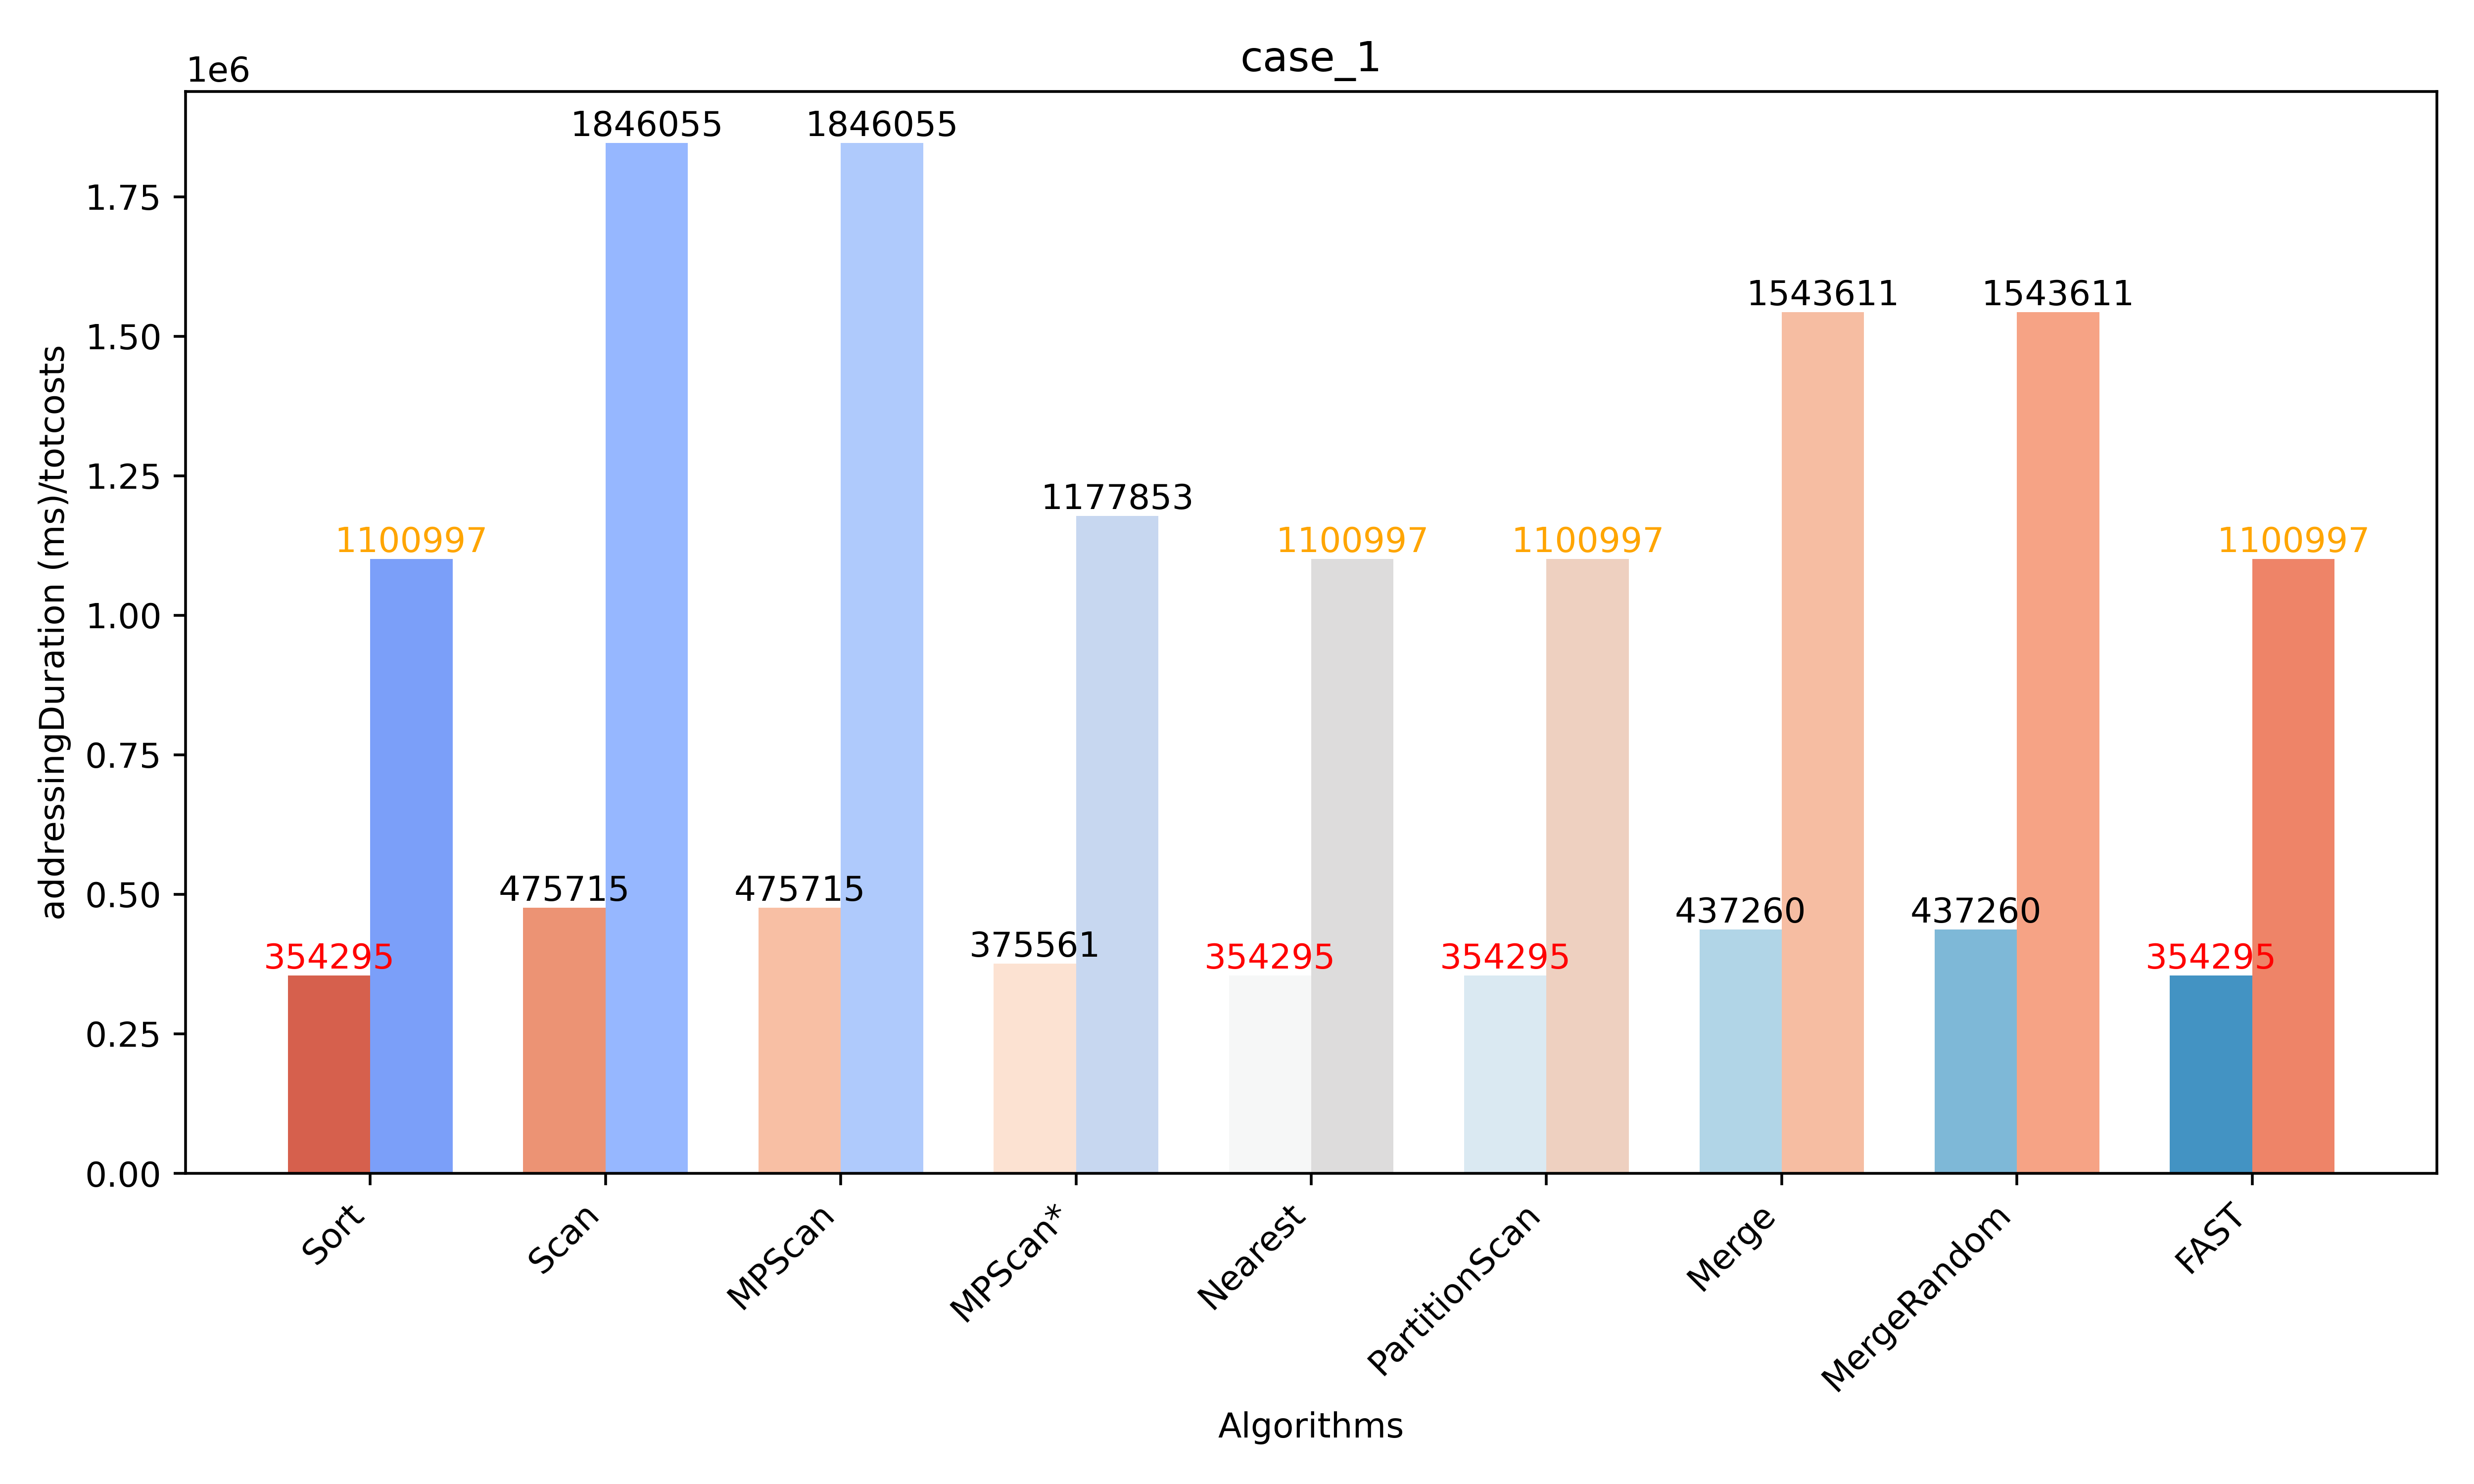 case_1
1e6
addressingDuration (ms)/totcosts
1.75
1.50
1.25
1.00
0.75
0.50
0.25
0.00
354295
1100997
475715
1846055
475715
1846055
375561
1177853
354295
1100997
354295
1100997
437260
1543611
437260
1543611
354295
1100997
Sort
Scan
MPScan
MPScan*
Nearest
PartitionScan
Merge
MergeRandom
FAST
Algorithms